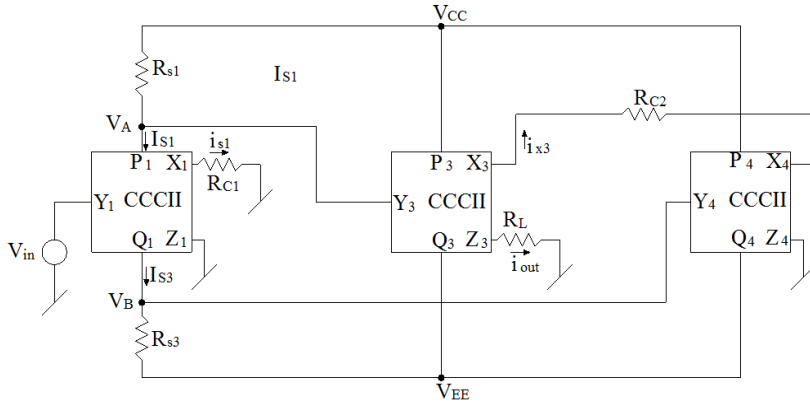 VCC
Rs1
IS1
RC2
VA
IS1
is1
ix3
P1 X1
RC1
P3 X3
P4 X4
Y1 CCCII
Y3 CCCII
Y4 CCCII
RL
Vin
Q1 Z1
Q3 Z3
Q4 Z4
IS3
iout
VB
Rs3
VEE